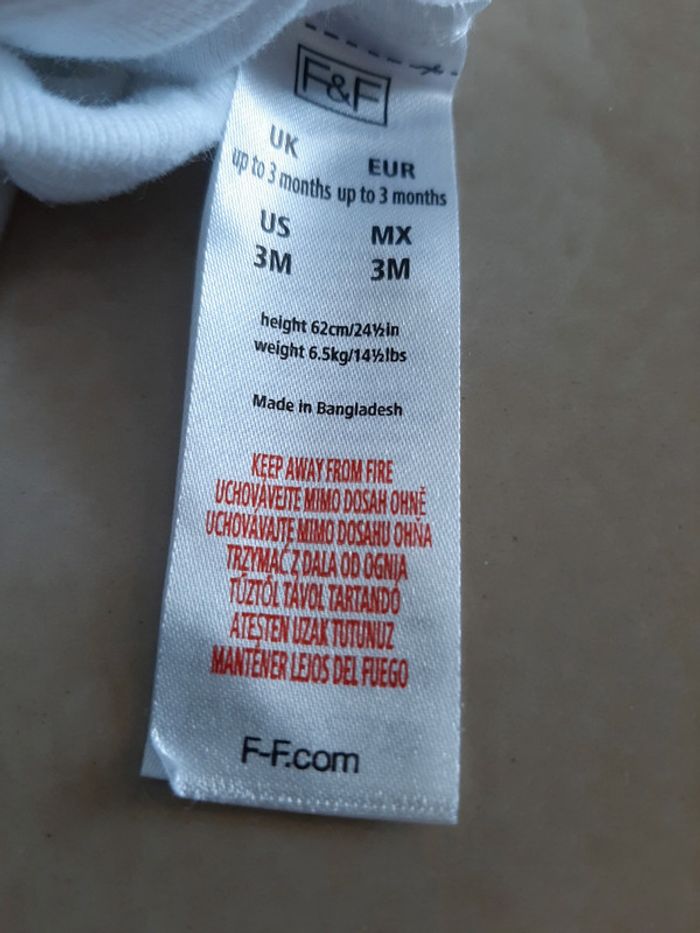 F&F
UK EUR
up to 3 months up to 3 months
US MX
3M 3M
height 62cm/24½in
weight 6.5kg/14½lbs
Made in Bangladesh
KEEP AWAY FROM FIRE
UCHOVÁVEJTE MIMO DOSAH OHNĚ
UCHOVÁVAJTE MIMO DOSAHU OHŇA
TRZYMAĆ Z DALA OD OGNIA
TŰZTŐL TÁVOL TARTANDÓ
ATEŞTEN UZAK TUTUNUZ
MANTÉNER LEJOS DEL FUEGO
F-F.com